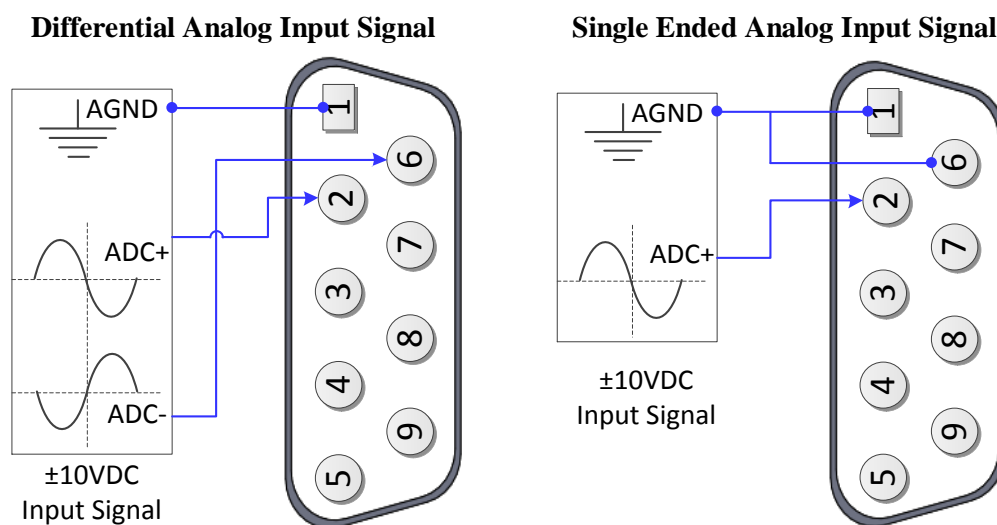 Differential Analog Input Signal
AGND
ADC+
ADC-
±10VDC
Input Signal
1
6
2
7
3
8
4
9
5
Single Ended Analog Input Signal
AGND
ADC+
±10VDC
Input Signal
1
6
2
7
3
8
4
9
5